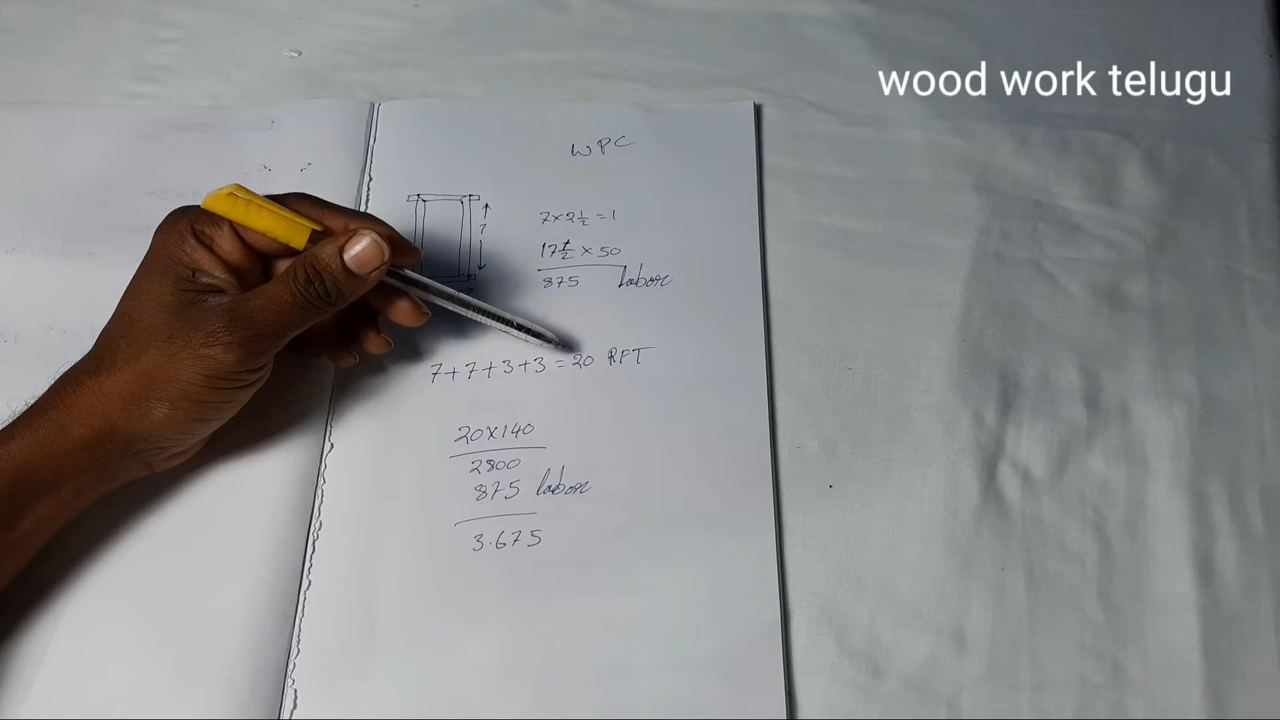 wood work telugu
WPC
7
7×2½=1
17½×50
875 labor
7+7+3+3=20 RFT
20×140
2800
875 labor
3.675